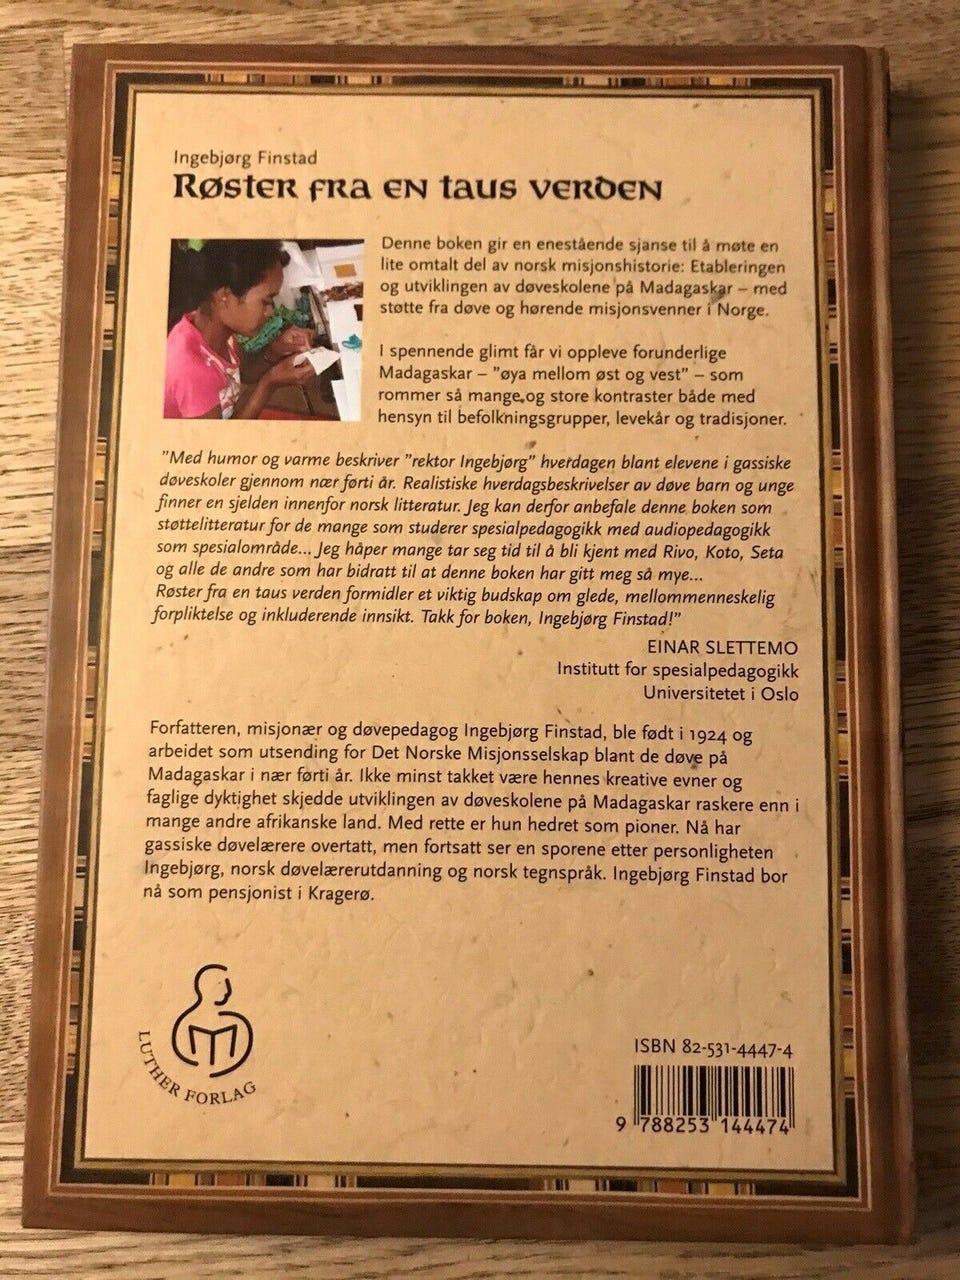 Ingebjørg Finstad
Røster fra en taus verden
Denne boken gir en enestående sjanse til å møte en
lite omtalt del av norsk misjonshistorie: Etableringen
og utviklingen av døveskolene på Madagaskar – med
støtte fra døve og hørende misjonsvenner i Norge.
I spennende glimt får vi oppleve forunderlige
Madagaskar – ”øya mellom øst og vest” – som
rommer så mange og store kontraster både med
hensyn til befolkningsgrupper, levekår og tradisjoner.
”Med humor og varme beskriver ”rektor Ingebjørg” hverdagen blant elevene i gassiske
døveskoler gjennom nær førti år. Realistiske hverdagsbeskrivelser av døve barn og unge
finner en sjelden innenfor norsk litteratur. Jeg kan derfor anbefale denne boken som
støttelitteratur for de mange som studerer spesialpedagogikk med audiopedagogikk
som spesialområde... Jeg håper mange tar seg tid til å bli kjent med Rivo, Koto, Seta
og alle de andre som har bidratt til at denne boken har gitt meg så mye...
Røster fra en taus verden formidler et viktig budskap om glede, mellommenneskelig
forpliktelse og inkluderende innsikt. Takk for boken, Ingebjørg Finstad!”
EINAR SLETTEMO
Institutt for spesialpedagogikk
Universitetet i Oslo
Forfatteren, misjonær og døvepedagog Ingebjørg Finstad, ble født i 1924 og
arbeidet som utsending for Det Norske Misjonsselskap blant de døve på
Madagaskar i nær førti år. Ikke minst takket være hennes kreative evner og
faglige dyktighet skjedde utviklingen av døveskolene på Madagaskar raskere enn i
mange andre afrikanske land. Med rette er hun hedret som pioner. Nå har
gassiske døvelærere overtatt, men fortsatt ser en sporene etter personligheten
Ingebjørg, norsk døvelærerutdanning og norsk tegnspråk. Ingebjørg Finstad bor
nå som pensjonist i Kragerø.
LUTHER FORLAG
ISBN 82-531-4447-4
9 788253 144474